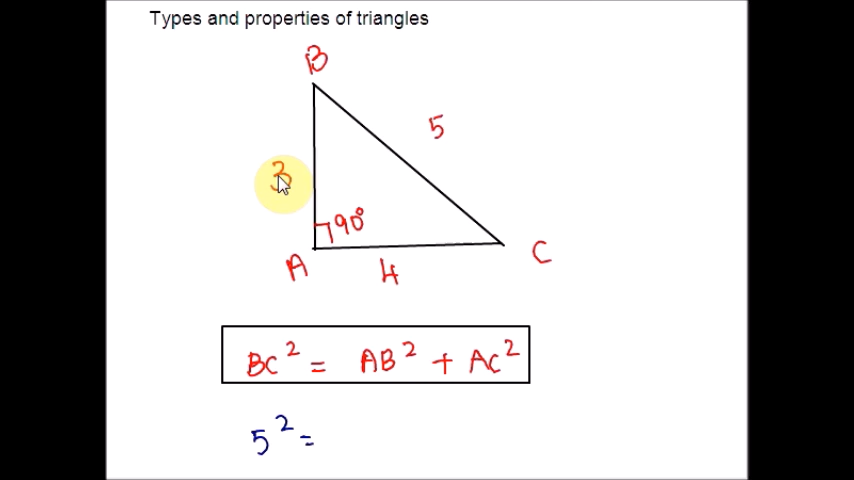 Types and properties of triangles
B
5
3
90°
A
4
C
BC² = AB² + AC²
5² =